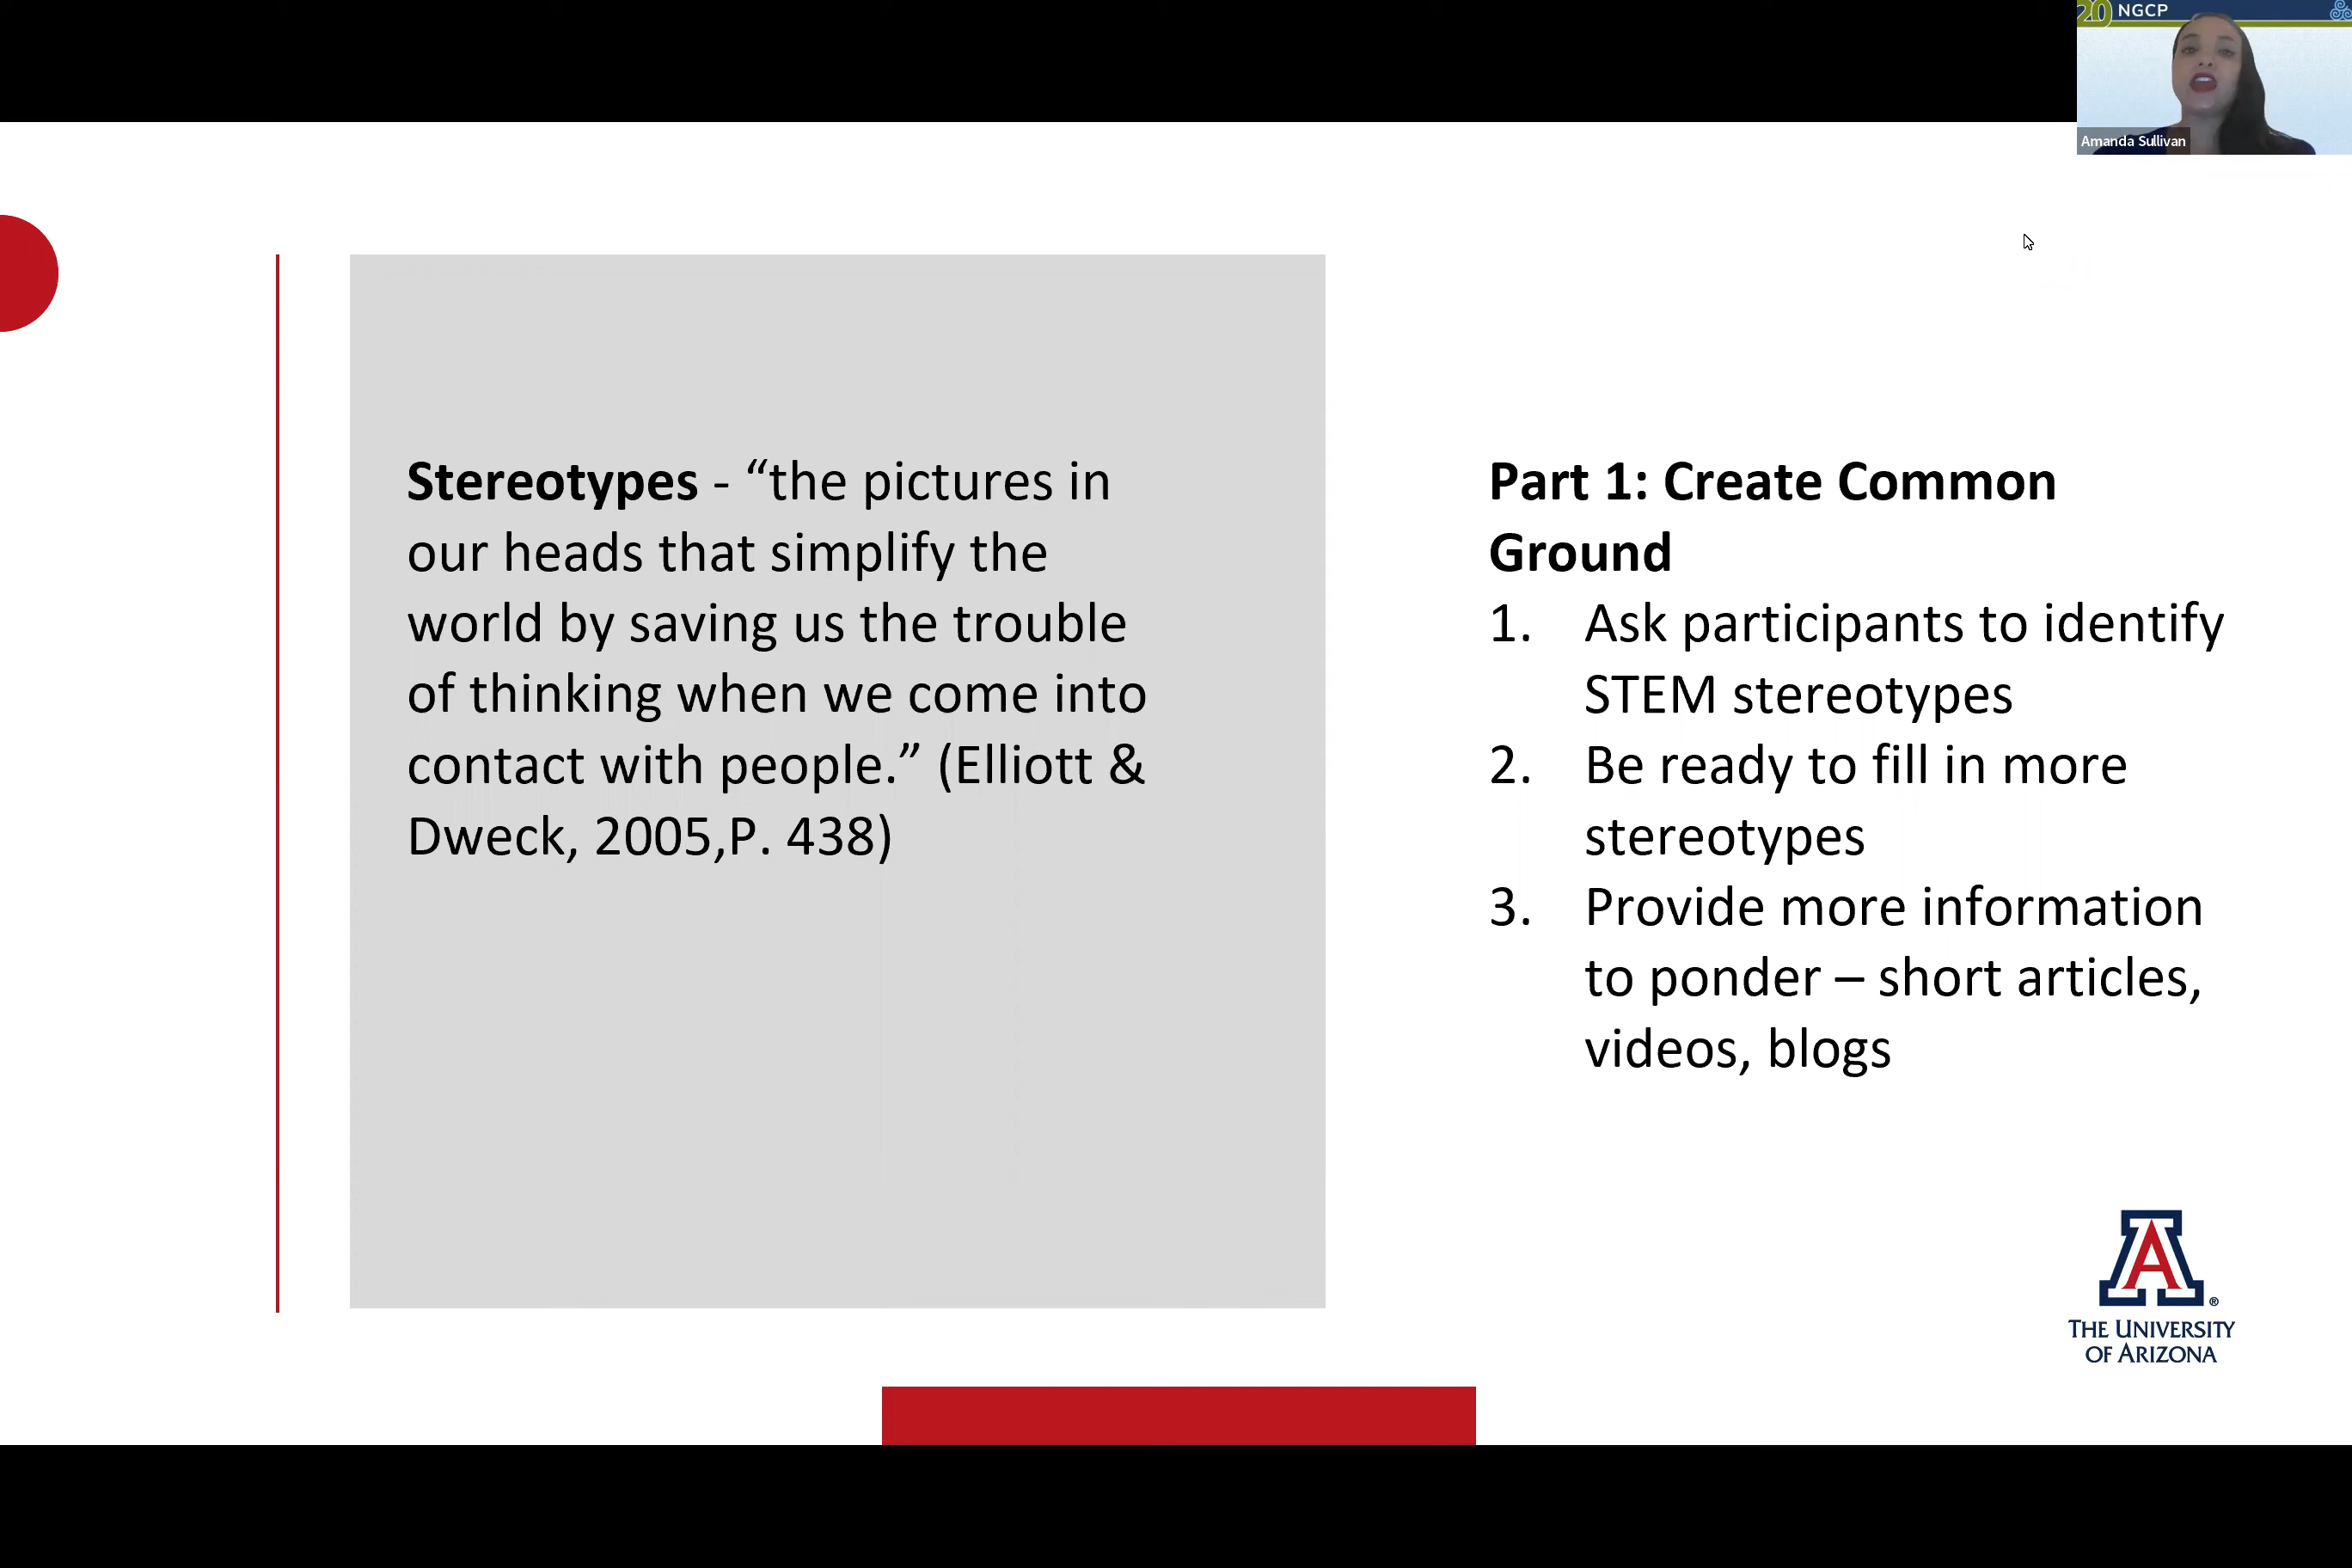 20 NGCP
Amanda Sullivan
Stereotypes - “the pictures in
our heads that simplify the
world by saving us the trouble
of thinking when we come into
contact with people.” (Elliott &
Dweck, 2005,P. 438)
Part 1: Create Common
Ground
1. Ask participants to identify
STEM stereotypes
2. Be ready to fill in more
stereotypes
3. Provide more information
to ponder – short articles,
videos, blogs
A®
THE UNIVERSITY
OF ARIZONA